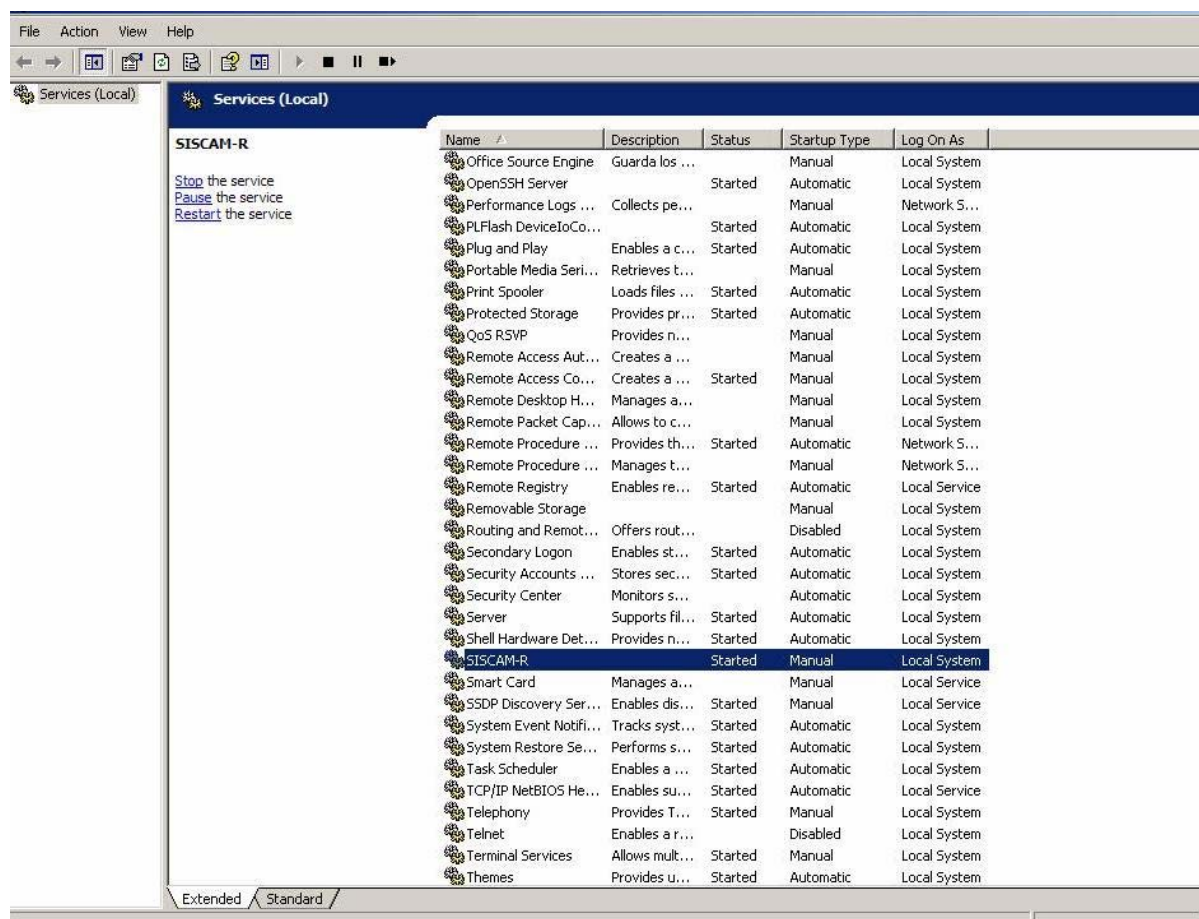 File Action View Help
Services (Local)
Services (Local)
SISCAM-R
Stop the service
Pause the service
Restart the service
Name Description Status Startup Type Log On As
Office Source Engine Guarda los ... Manual Local System
OpenSSH Server Started Automatic Local System
Performance Logs ... Collects pe... Manual Network S...
PLFlash DeviceIoCo... Started Automatic Local System
Plug and Play Enables a c... Started Automatic Local System
Portable Media Seri... Retrieves t... Manual Local System
Print Spooler Loads files ... Started Automatic Local System
Protected Storage Provides pr... Started Automatic Local System
QoS RSVP Provides n... Manual Local System
Remote Access Aut... Creates a ... Manual Local System
Remote Access Co... Creates a ... Started Manual Local System
Remote Desktop H... Manages a... Manual Local System
Remote Packet Cap... Allows to c... Manual Local System
Remote Procedure ... Provides th... Started Automatic Network S...
Remote Procedure ... Manages t... Manual Network S...
Remote Registry Enables re... Started Automatic Local Service
Removable Storage Manual Local System
Routing and Remot... Offers rout... Disabled Local System
Secondary Logon Enables st... Started Automatic Local System
Security Accounts ... Stores sec... Started Automatic Local System
Security Center Monitors s... Automatic Local System
Server Supports fil... Started Automatic Local System
Shell Hardware Det... Provides n... Started Automatic Local System
SISCAM-R Started Manual Local System
Smart Card Manages a... Manual Local Service
SSDP Discovery Ser... Enables dis... Started Manual Local Service
System Event Notifi... Tracks syst... Started Automatic Local System
System Restore Se... Performs s... Started Automatic Local System
Task Scheduler Enables a ... Started Automatic Local System
TCP/IP NetBIOS He... Enables su... Started Automatic Local Service
Telephony Provides T... Started Manual Local System
Telnet Enables a r... Disabled Local System
Terminal Services Allows mult... Started Manual Local System
Themes Provides u... Started Automatic Local System
Extended Standard